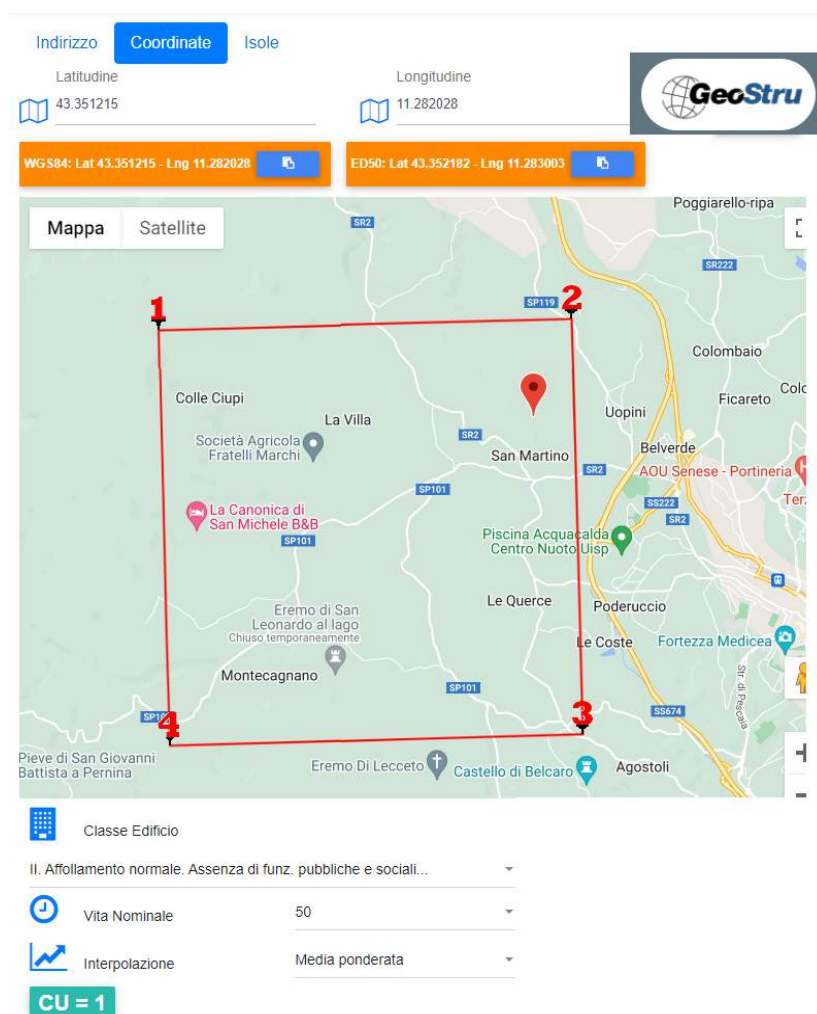 Indirizzo Coordinate Isole
Latitudine Longitudine
43.351215 11.282028
GeoStru
WGS84: Lat 43.351215 - Lng 11.282028 ED50: Lat 43.352182 - Lng 11.283003
Poggiarello-ripa
Mappa Satellite
SR2
SR222
1
2
SP119
Colombaio
Colle Ciupi
Ficareto
La Villa
Uopini
Società Agricola
Fratelli Marchi
SR2
San Martino
Belverde
SR2
AOU Senese - Portineria
SP101
La Canonica di
San Michele B&B
SS222
SR2
SP101
Piscina Acquacalda
Centro Nuoto Uisp
Le Querce
Poderuccio
Eremo di San
Leonardo al lago
Chiuso temporaneamente
Le Coste
Fortezza Medicea
Montecagnano
SP101
Str. di Pescaia
SS674
4
3
Pieve di San Giovanni
Battista a Pernina
Eremo Di Lecceto
Castello di Belcaro
Agostoli
Classe Edificio
II. Affollamento normale. Assenza di funz. pubbliche e sociali...
Vita Nominale 50
Interpolazione Media ponderata
CU = 1